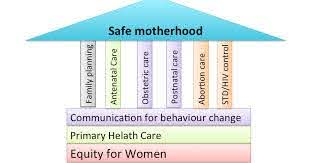 Safe motherhood
Family planning
Antenatal Care
Obstetric care
Postnatal care
Abortion care
STD/HIV control
Communication for behaviour change
Primary Helath Care
Equity for Women